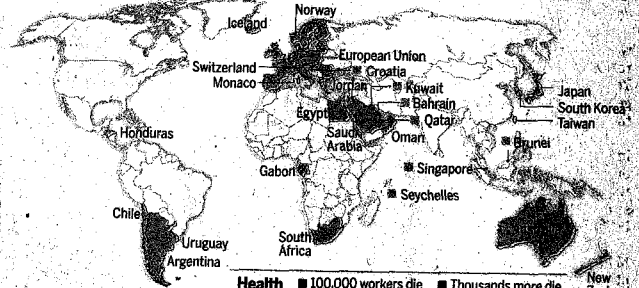 Norway
Iceland
European Union
Switzerland
Croatia
Monaco
Jordan
Kuwait
Bahrain
Japan
South Korea
Egypt
Qatar
Taiwan
Honduras
Saudi
Arabia
Oman
Brunei
Gabon
Singapore
Seychelles
Chile
Uruguay
South
Africa
Argentina
New
Health
100,000 workers die
Thousands more die